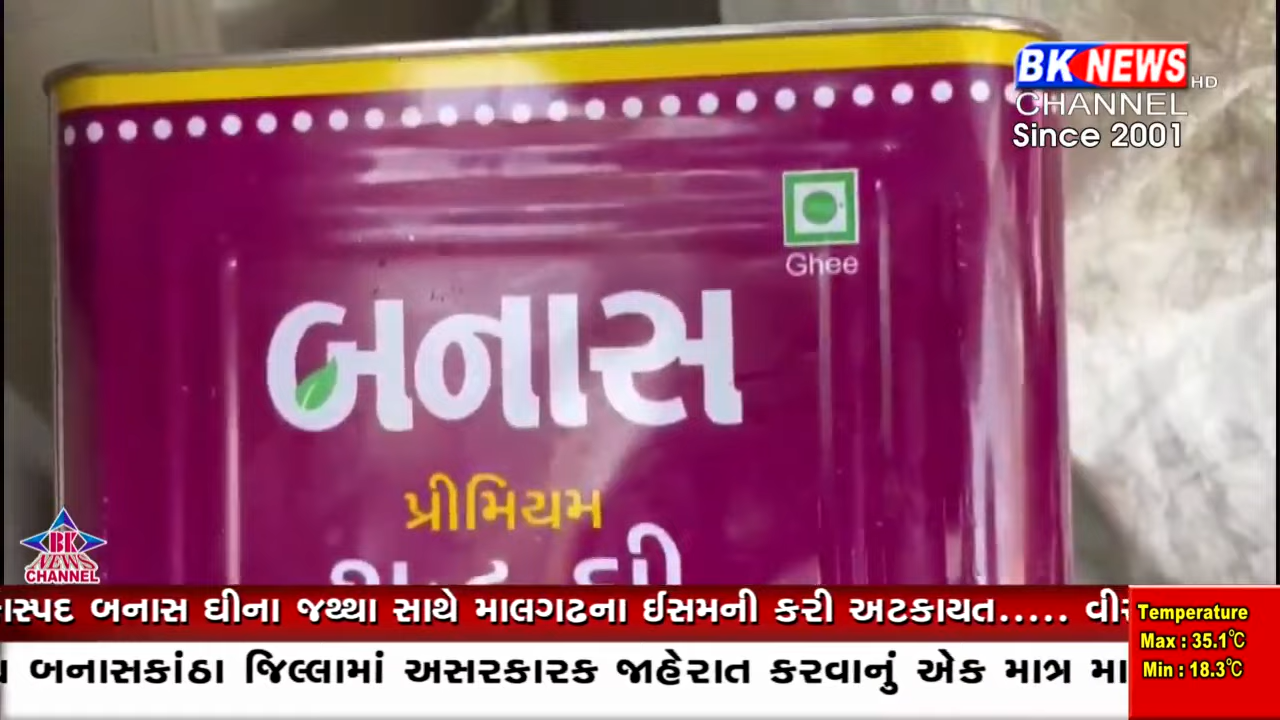 BK NEWS HD
CHANNEL
Since 2001
Ghee
બનાસ
પ્રીમિયમ
ઘી
BK
NEWS
CHANNEL
બનાસ ઘીના જથ્થા સાથે માલગઢના ઈસમની કરી અટકાયત.....
બનાસકાંઠા જિલ્લામાં અસરકારક જાહેરાત કરવાનું એક માત્ર
Temperature
Max : 35.1℃
Min : 18.3℃